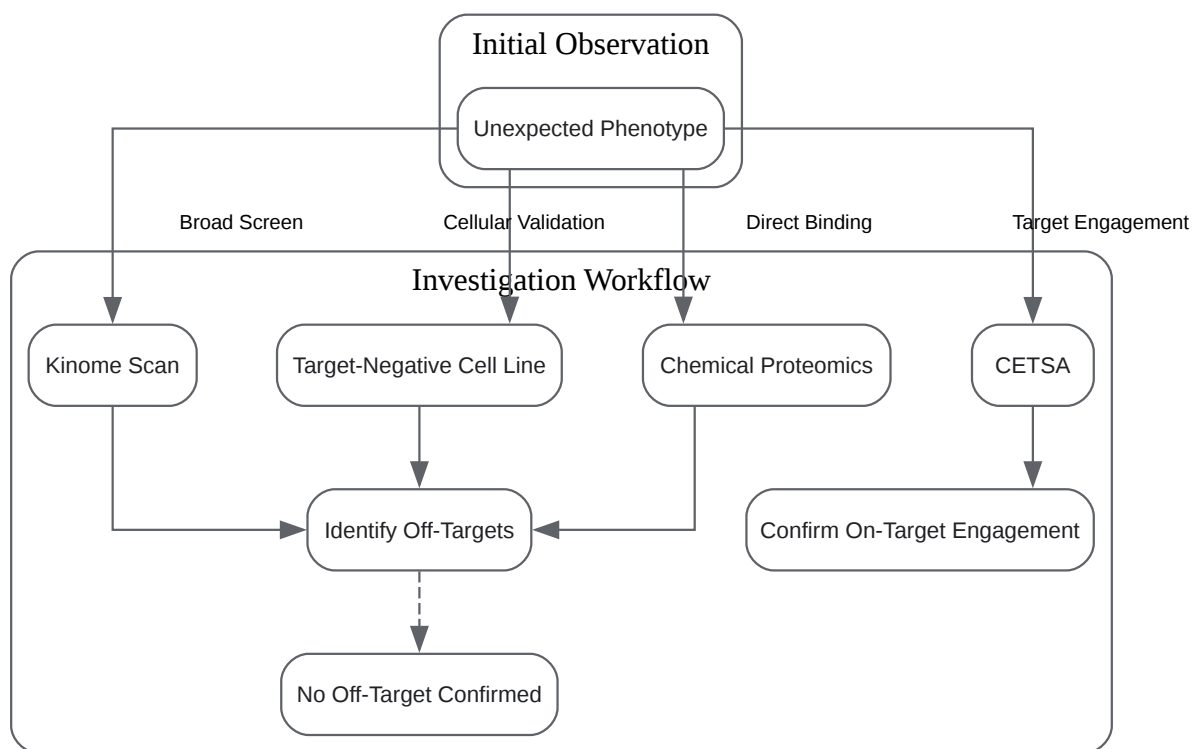 Initial Observation
Unexpected Phenotype
Broad Screen
Cellular Validation
Direct Binding
Target Engagement
Investigation Workflow
Kinome Scan
Target-Negative Cell Line
Chemical Proteomics
CETSA
Identify Off-Targets
Confirm On-Target Engagement
No Off-Target Confirmed